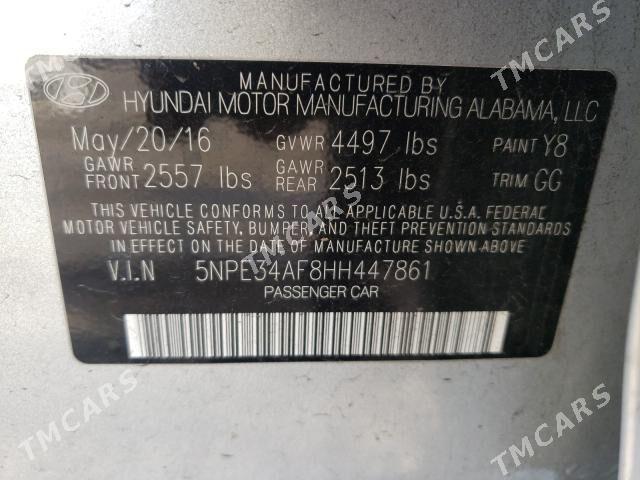 MANUFACTURED BY
HYUNDAI MOTOR MANUFACTURING ALABAMA, LLC
May/20/16 GVWR 4497 lbs PAINT Y8
GAWR FRONT 2557 lbs GAWR REAR 2513 lbs TRIM GG
THIS VEHICLE CONFORMS TO ALL APPLICABLE U.S.A. FEDERAL
MOTOR VEHICLE SAFETY, BUMPER, AND THEFT PREVENTION STANDARDS
IN EFFECT ON THE DATE OF MANUFACTURE SHOWN ABOVE.
V.I.N 5NPE34AF8HH447861
PASSENGER CAR
TMCARS
TMCARS
TMCARS
TMCARS
TMCARS